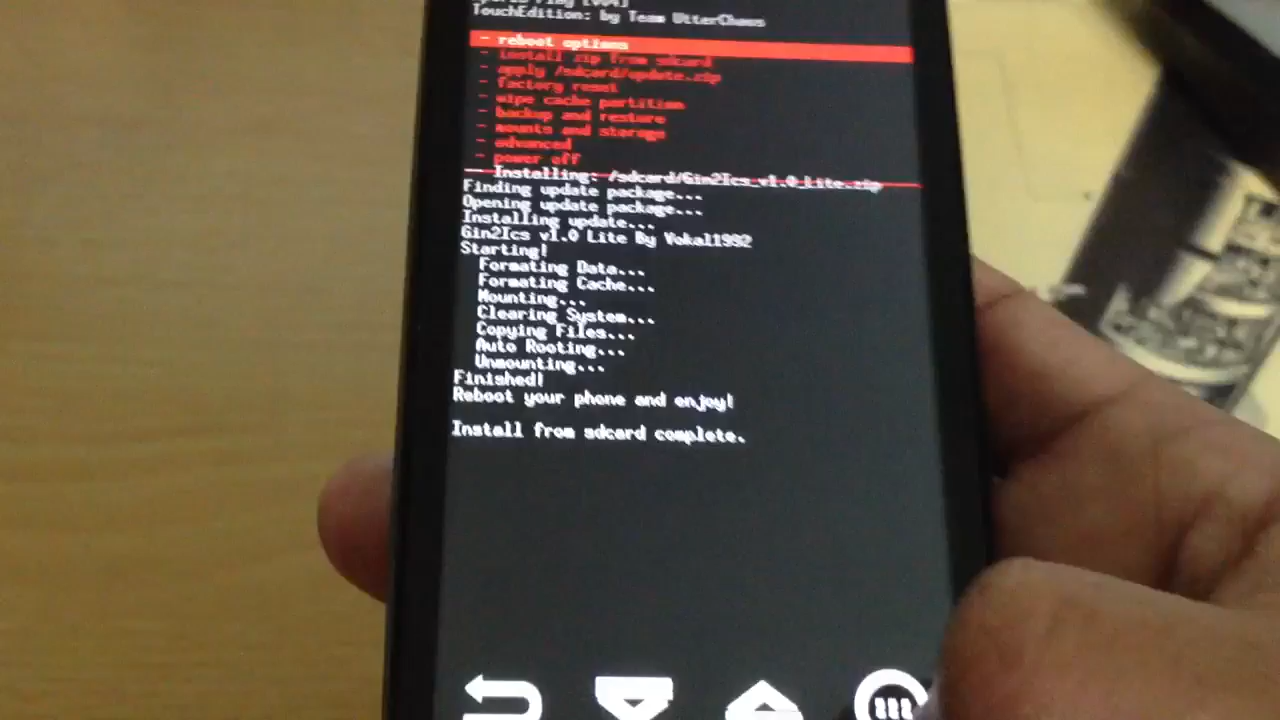 TouchEdition: by Team UtterChaos
- reboot options
- install zip from sdcard
- apply /sdcard/update.zip
- factory reset
- wipe cache partition
- backup and restore
- mounts and storage
- advanced
- power off
-- Installing: /sdcard/Gin2Ics_v1.0_Lite.zip
Finding update package...
Opening update package...
Installing update...
Gin2Ics v1.0 Lite By Vokal1992
Starting!
Formating Data...
Formating Cache...
Mounting...
Clearing System...
Copying Files...
Auto Rooting...
Unmounting...
Finished!
Reboot your phone and enjoy!
Install from sdcard complete.